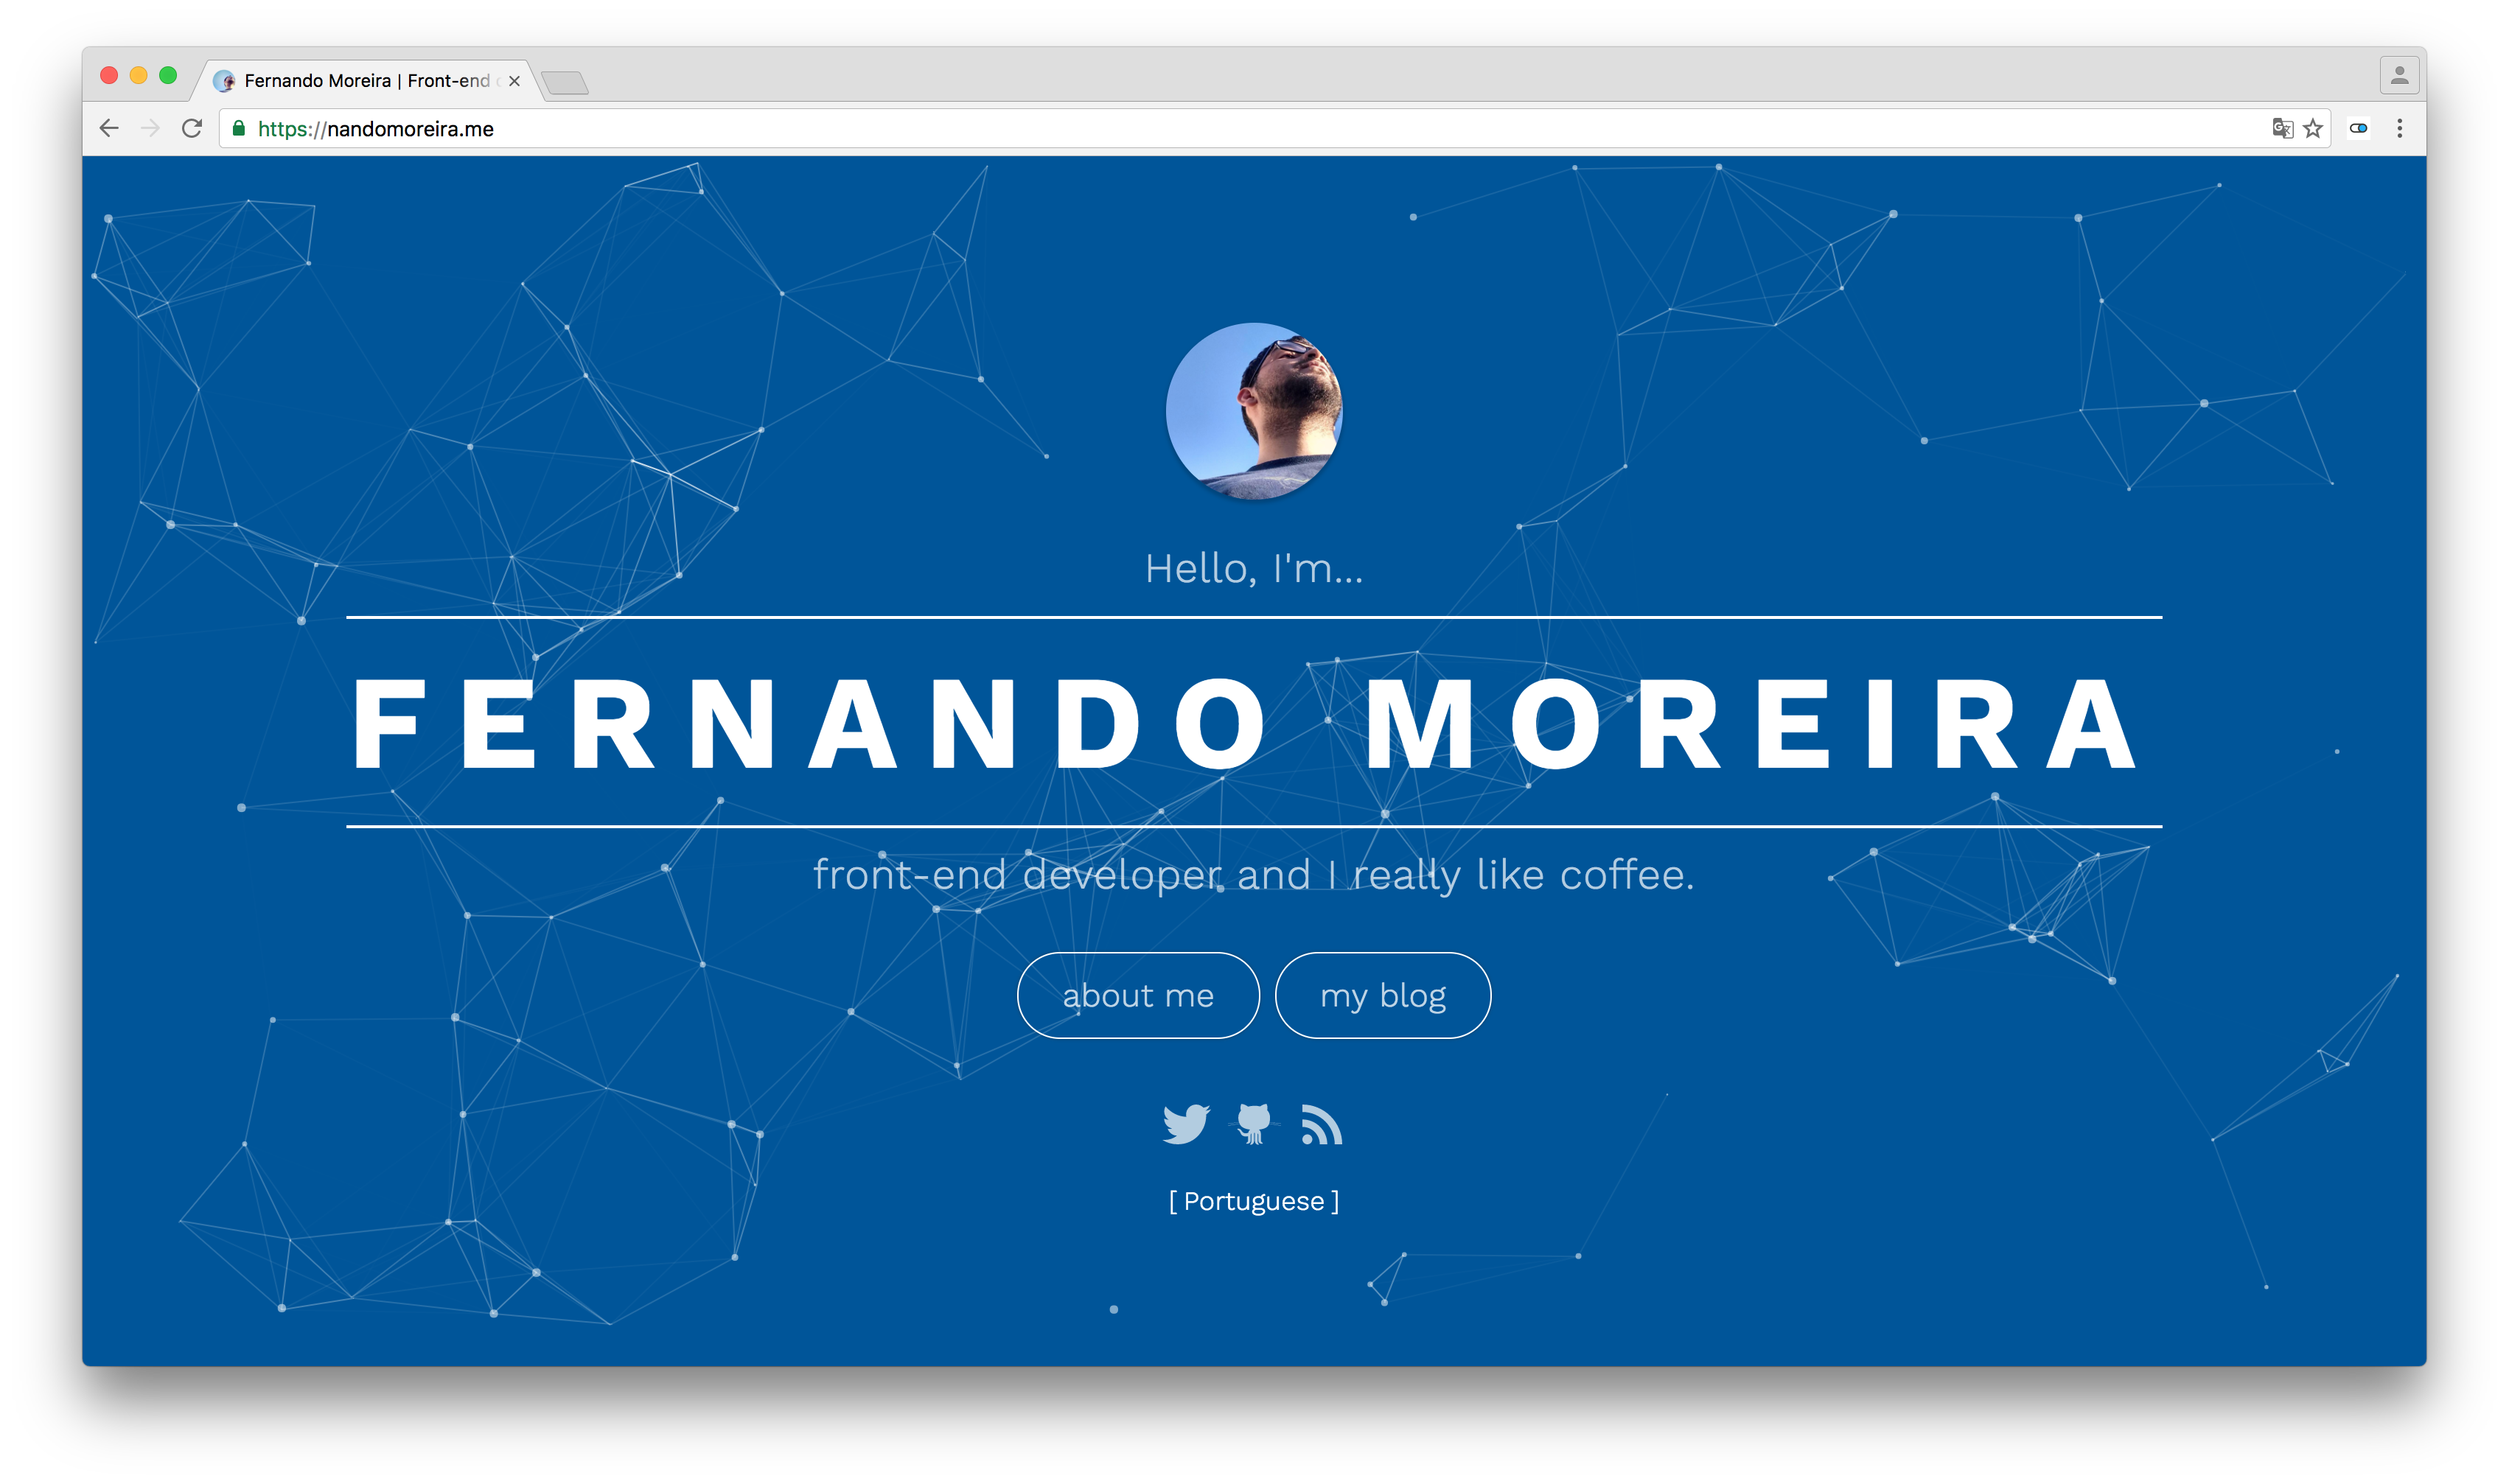 Fernando Moreira | Front-end
https://nandomoreira.me
Hello, I'm...
FERNANDO MOREIRA
front-end developer and I really like coffee.
about me
my blog
[ Portuguese ]